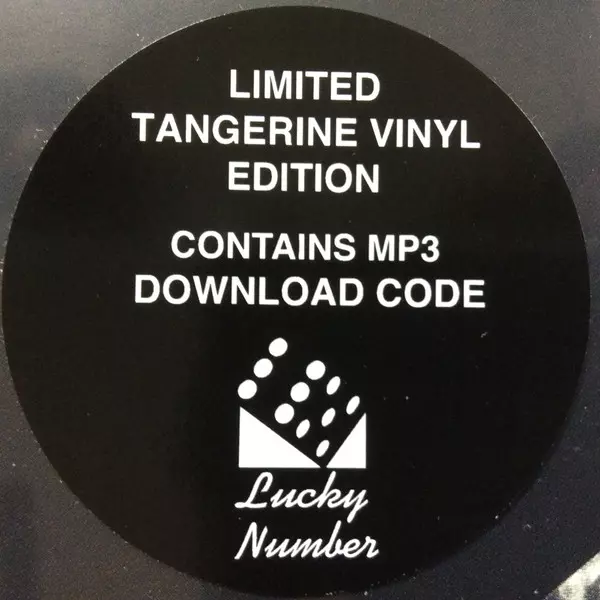 LIMITED
TANGERINE VINYL
EDITION
CONTAINS MP3
DOWNLOAD CODE
Lucky
Number